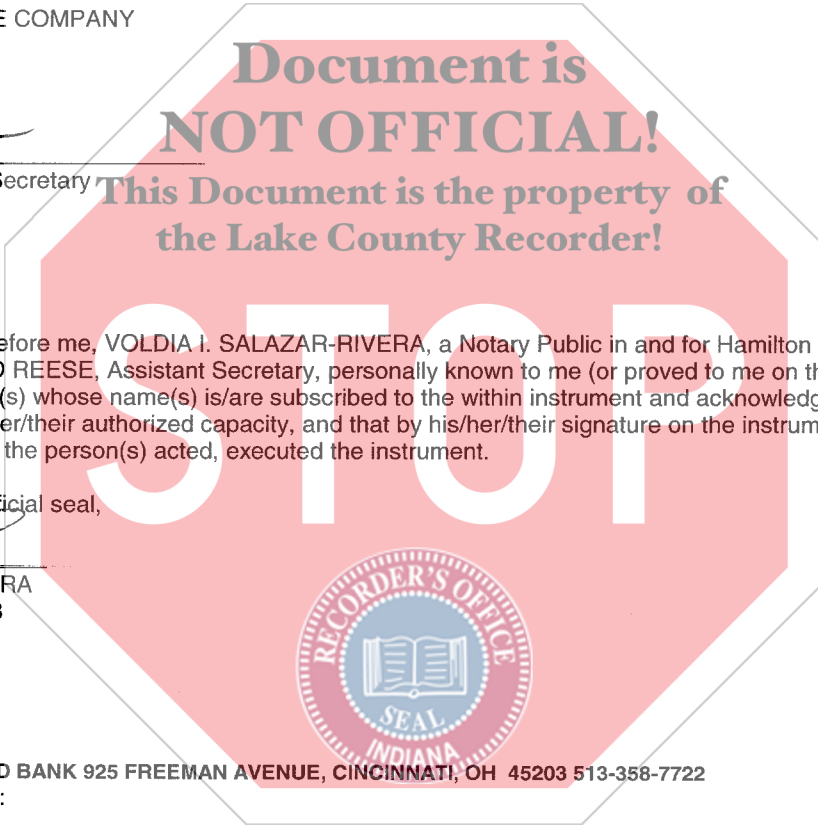 E COMPANY
Document is
NOT OFFICIAL!
Secretary
This Document is the property of
the Lake County Recorder!
STOP
efore me, VOLDIA I. SALAZAR-RIVERA, a Notary Public in and for Hamilton
REESE, Assistant Secretary, personally known to me (or proved to me on th
(s) whose name(s) is/are subscribed to the within instrument and acknowledg
er/their authorized capacity, and that by his/her/their signature on the instrum
the person(s) acted, executed the instrument.
icial seal,
RA
RECORDER'S OFFICE
SEAL
INDIANA
D BANK 925 FREEMAN AVENUE, CINCINNATI, OH 45203 513-358-7722
: